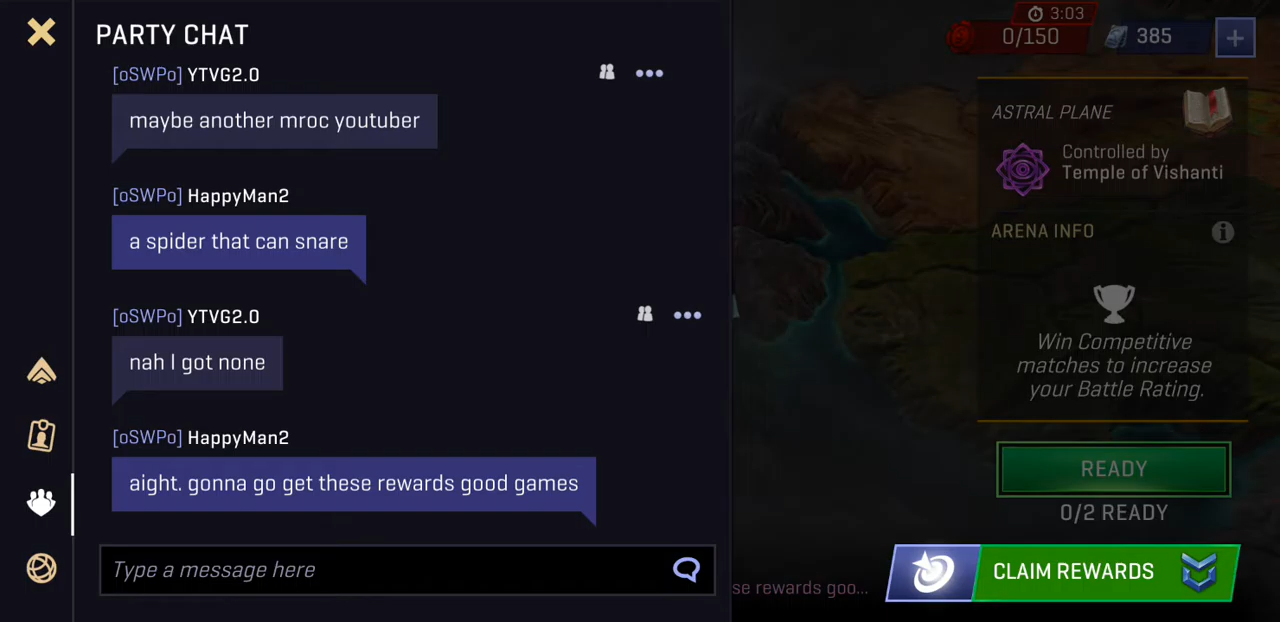 PARTY CHAT
[oSWPo] YTVG2.0
maybe another mroc youtuber
[oSWPo] HappyMan2
a spider that can snare
[oSWPo] YTVG2.0
nah I got none
[oSWPo] HappyMan2
aight. gonna go get these rewards good games
Type a message here
3:03
0/150
385
ASTRAL PLANE
Controlled by
Temple of Vishanti
ARENA INFO
Win Competitive
matches to increase
your Battle Rating.
READY
0/2 READY
CLAIM REWARDS
se rewards goo...